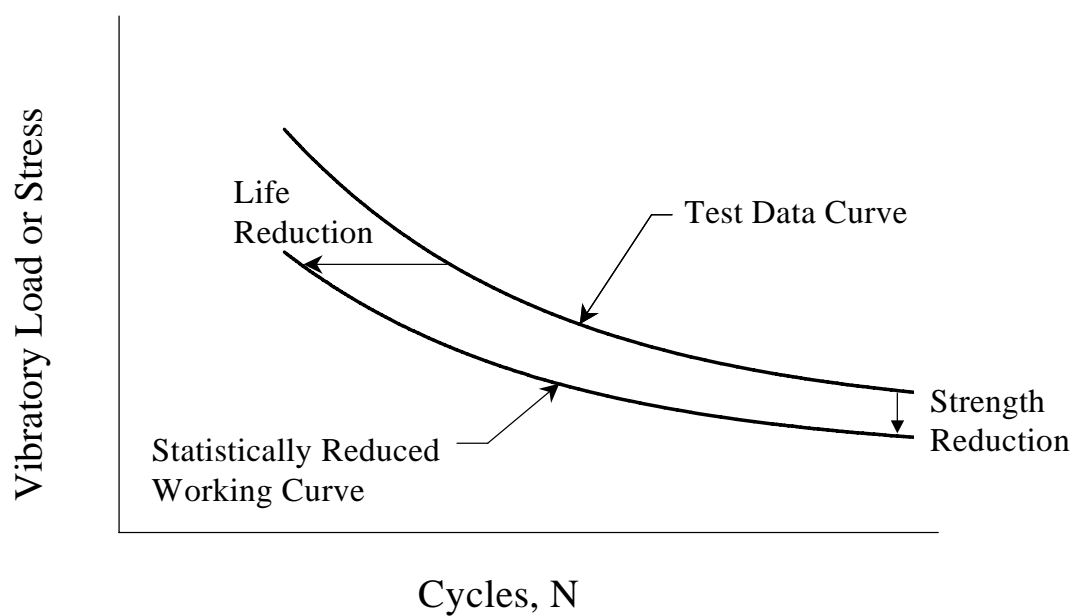 Vibratory Load or Stress
Life
Reduction
Test Data Curve
Strength
Reduction
Statistically Reduced
Working Curve
Cycles, N